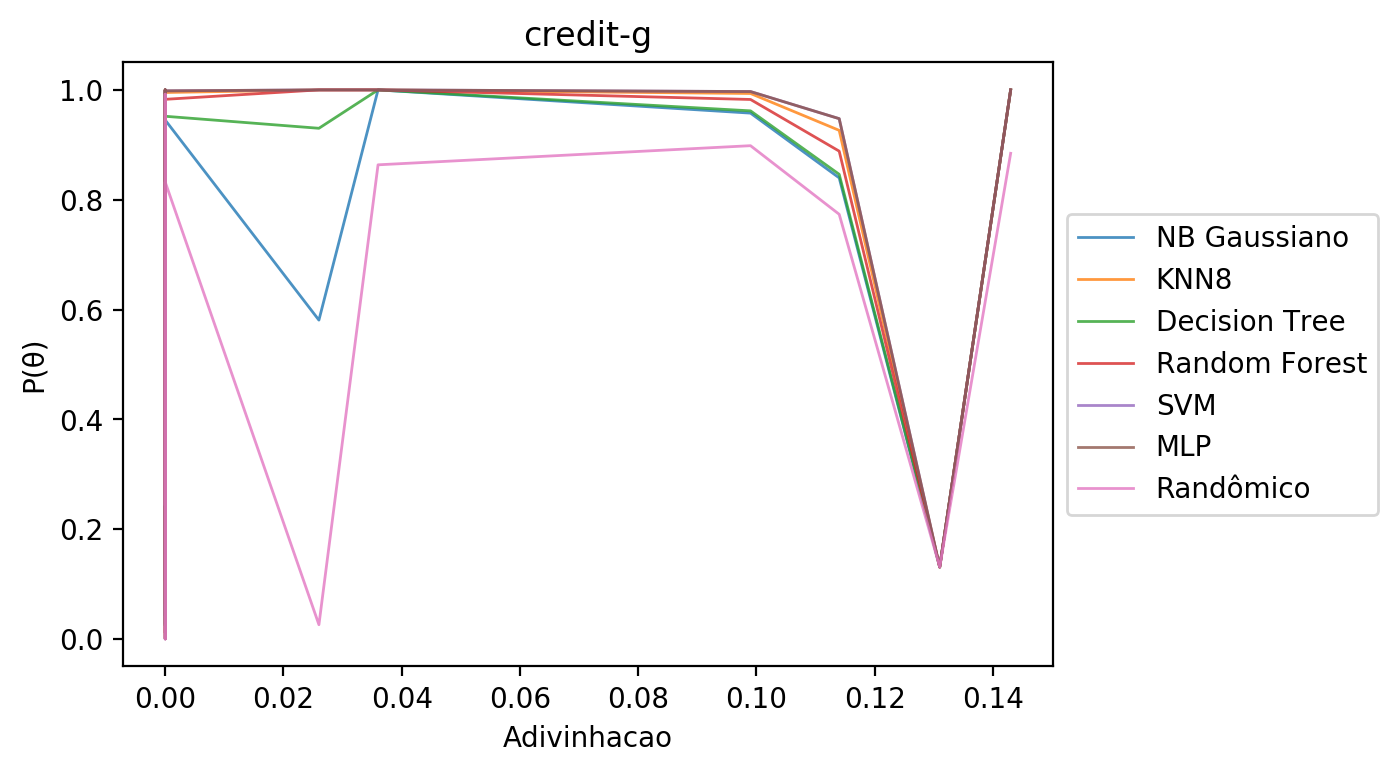 credit-g
P(θ)
1.0
0.8
0.6
0.4
0.2
0.0
0.00 0.02 0.04 0.06 0.08 0.10 0.12 0.14
Adivinhacao
NB Gaussiano
KNN8
Decision Tree
Random Forest
SVM
MLP
Randômico